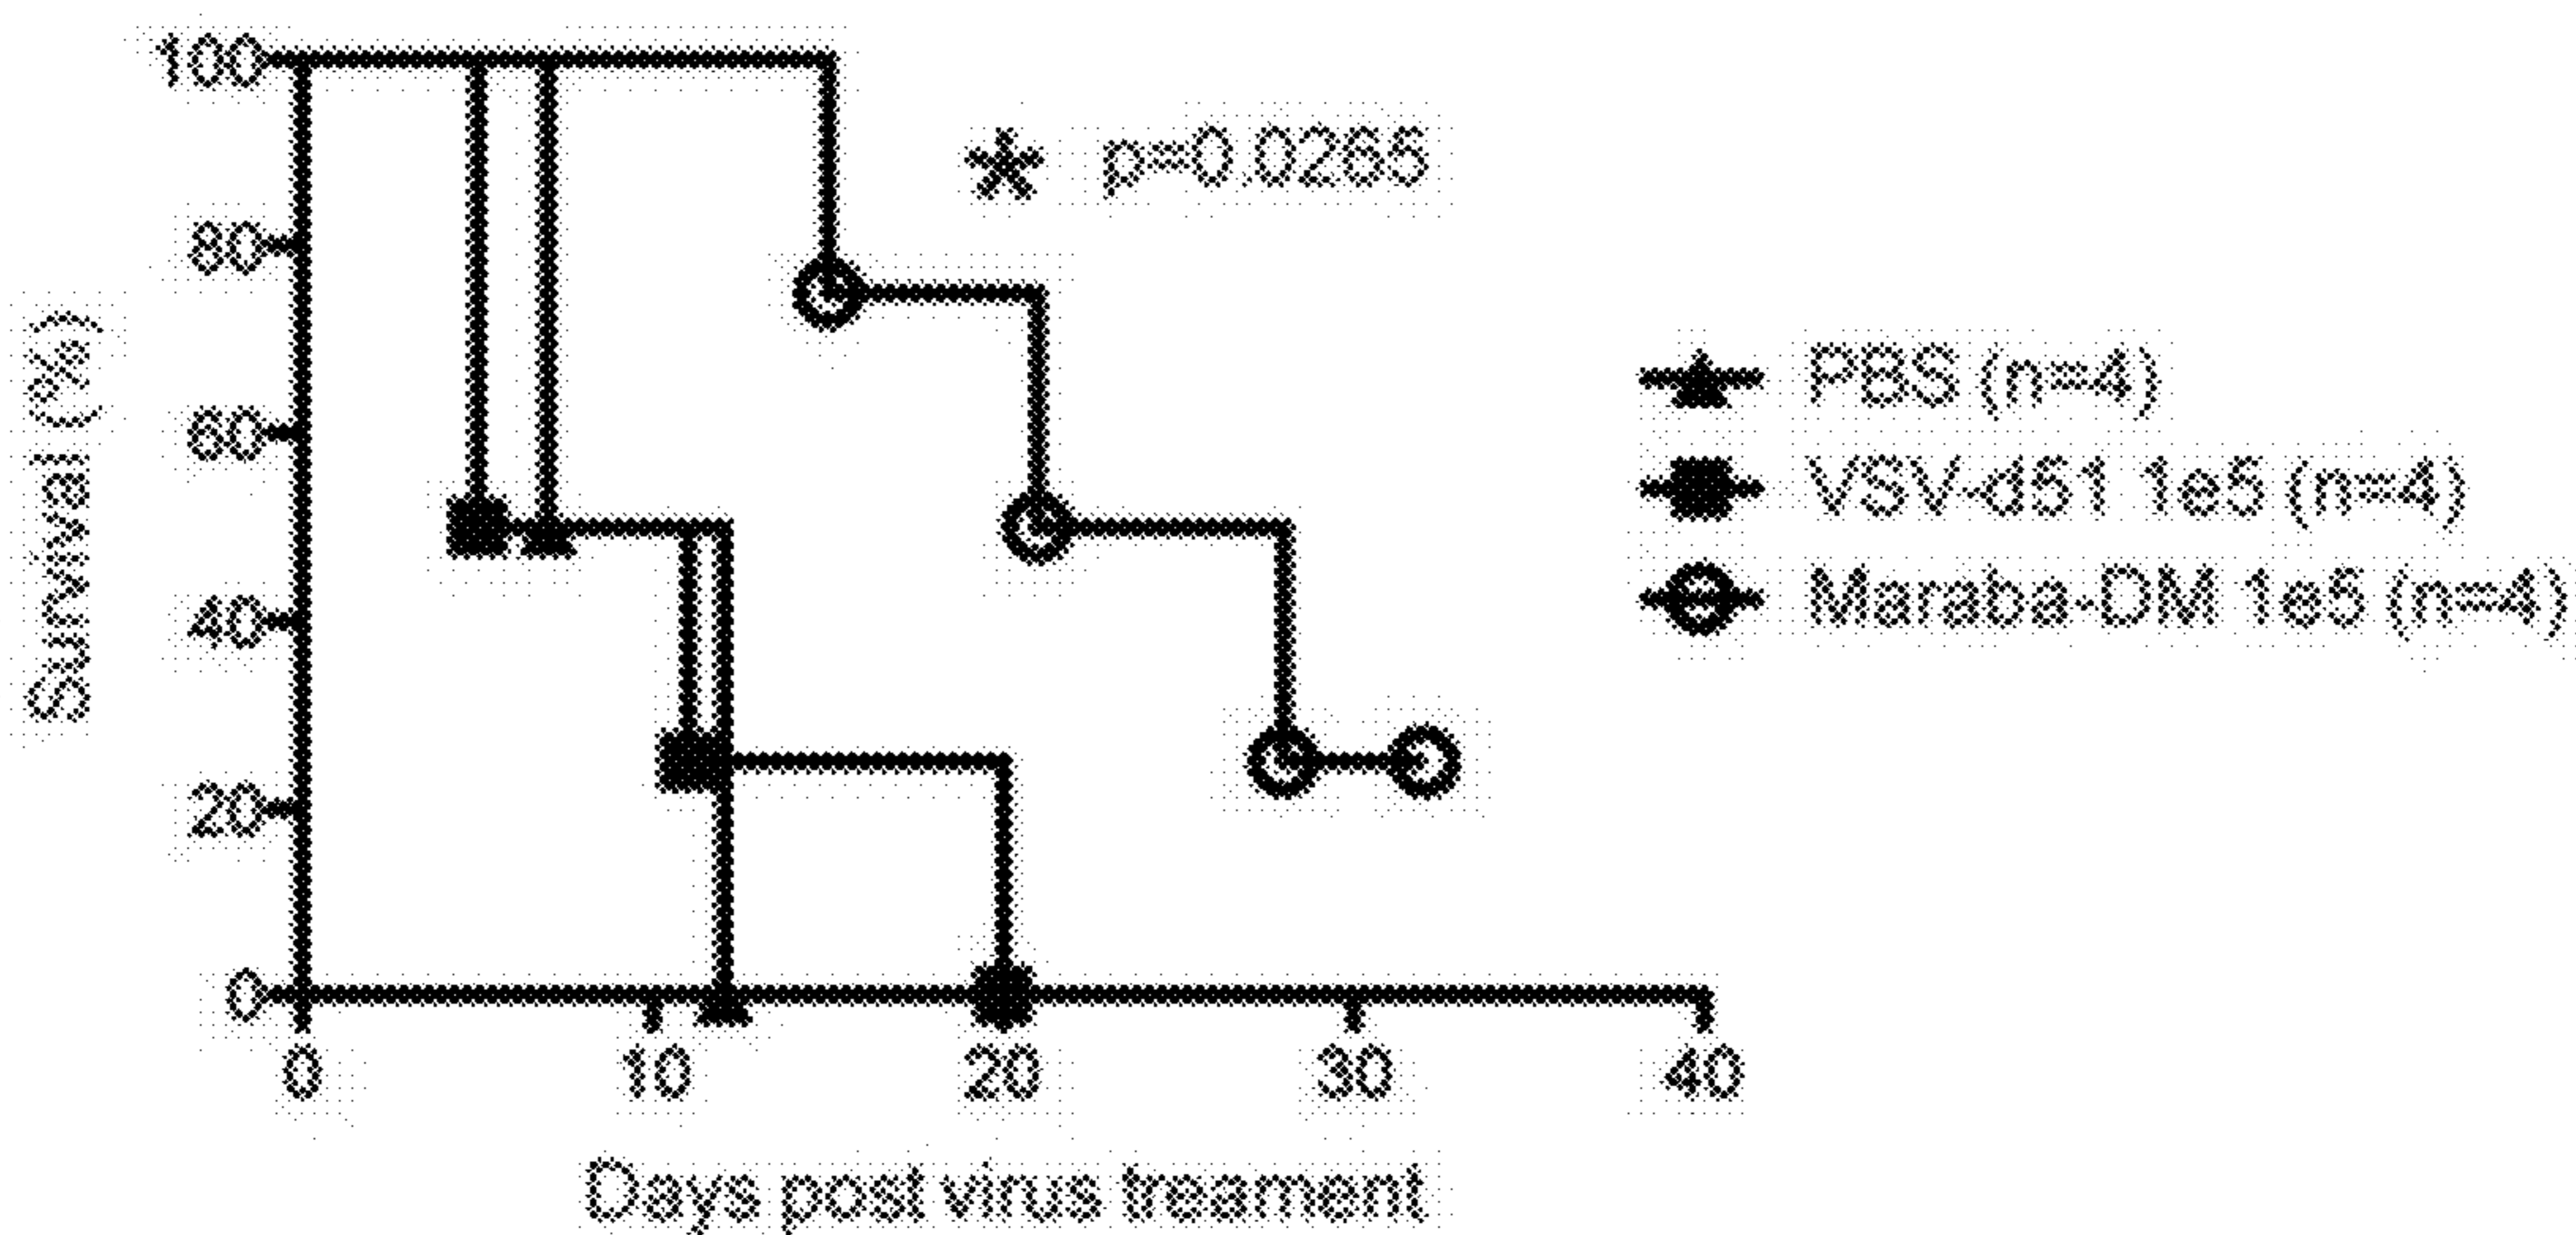 100
80
60
40
20
0
Survival (%)
* p=0.0265
PBS (n=4)
VSV-d51 1e5 (n=4)
Maraba-DM 1e5 (n=4)
0 10 20 30 40
Days post virus treament